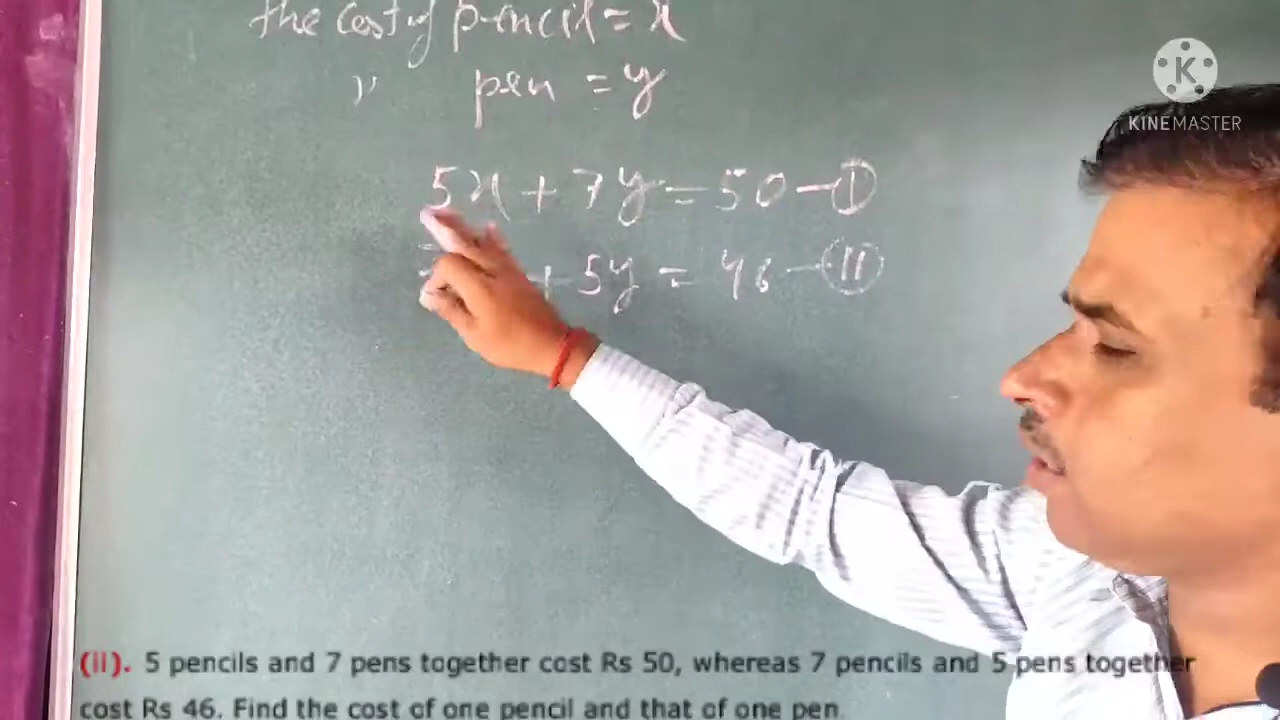 the cost of pencil = x
" pen = y
5x + 7y = 50 - I
+ 5y = 46 - II
K
KINEMASTER
(ii). 5 pencils and 7 pens together cost Rs 50, whereas 7 pencils and 5 pens together
cost Rs 46. Find the cost of one pencil and that of one pen.